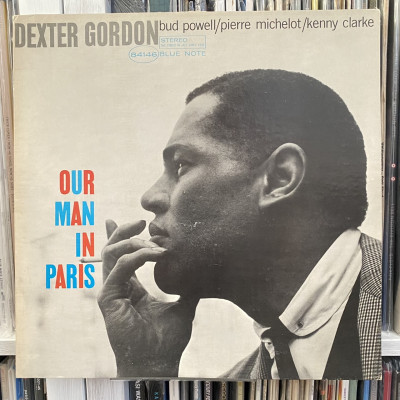 DEXTER GORDON bud powell/pierre michelot/kenny clarke
STEREO
84146 BLUE NOTE
OUR
MAN
IN
PARIS